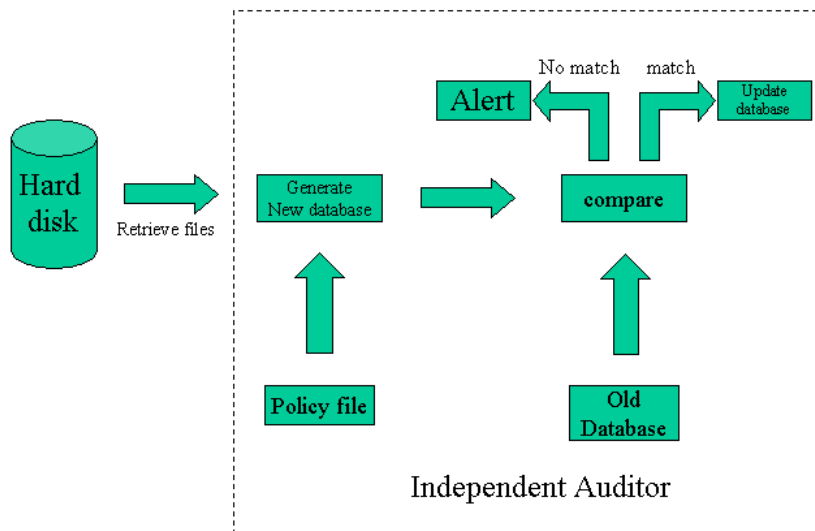 No match
match
Alert
Update
database
Hard
disk
Retrieve files
Generate
New database
compare
Policy file
Old
Database
Independent Auditor